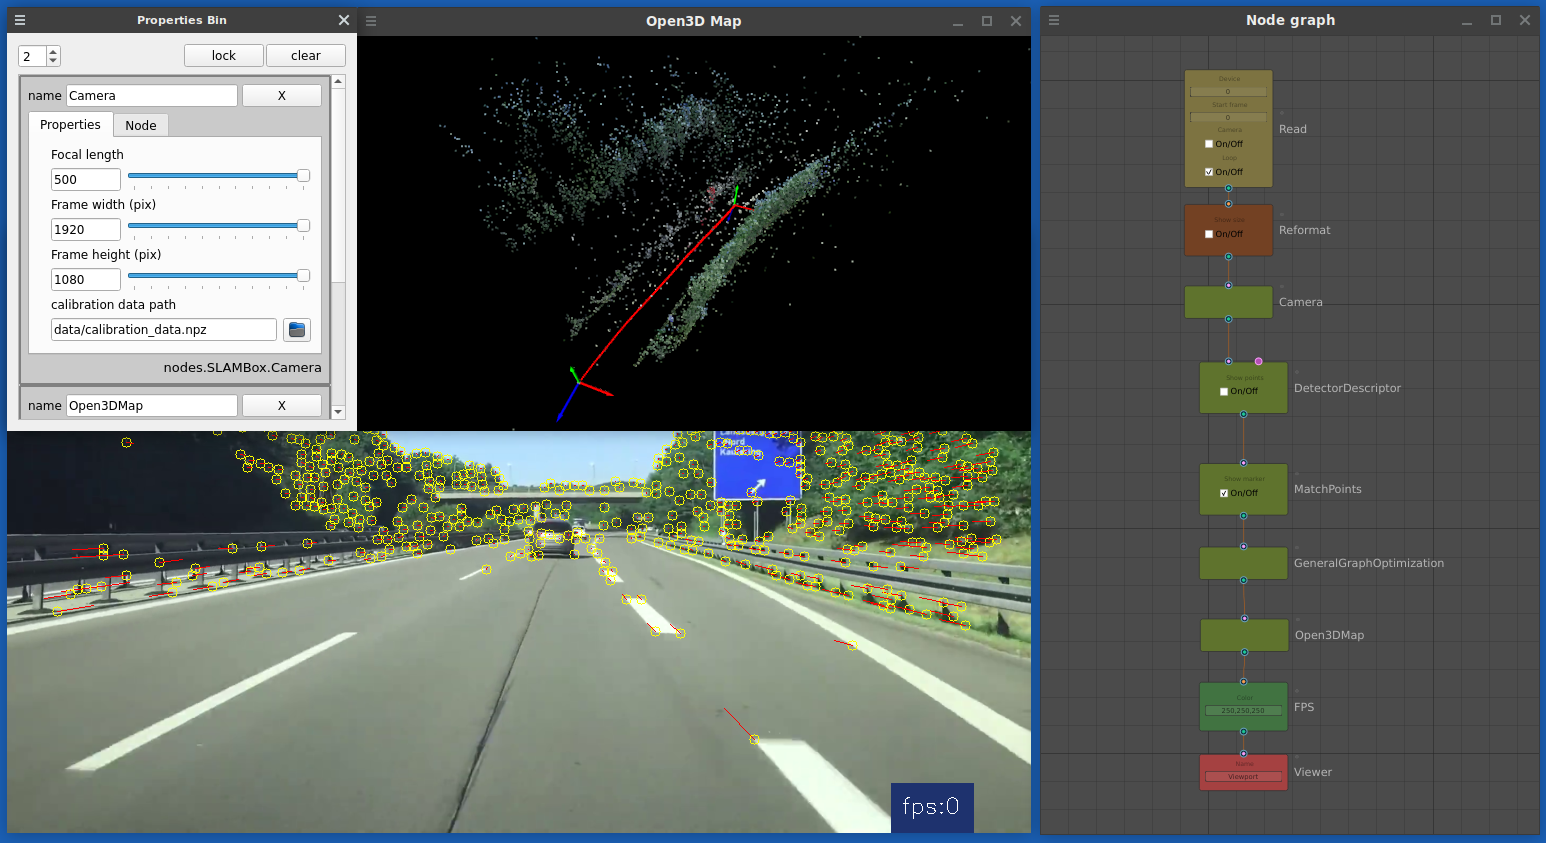 Properties Bin
2
lock
clear
name
Camera
X
Properties
Node
Focal length
500
Frame width (pix)
1920
Frame height (pix)
1080
calibration data path
data/calibration_data.npz
nodes.SLAMBox.Camera
name
Open3DMap
X
Open3D Map
fps:0
Node graph
Device
0
Start frame
0
Camera
On/Off
Loop
On/Off
Read
Show size
On/Off
Reformat
Camera
Show points
On/Off
DetectorDescriptor
Show marker
On/Off
MatchPoints
GeneralGraphOptimization
Open3DMap
Color
250,250,250
FPS
Name
Viewport
Viewer